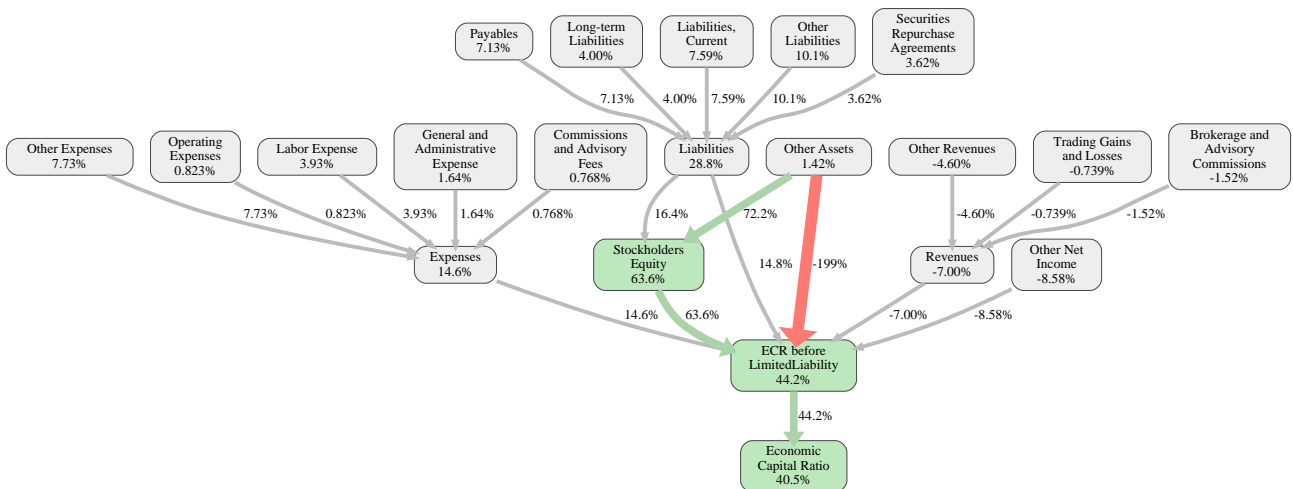 Payables
7.13%
Long-term
Liabilities
4.00%
Liabilities,
Current
7.59%
Other
Liabilities
10.1%
Securities
Repurchase
Agreements
3.62%
7.13%
4.00%
7.59%
10.1%
3.62%
Other Expenses
7.73%
Operating
Expenses
0.823%
Labor Expense
3.93%
General and
Administrative
Expense
1.64%
Commissions
and Advisory
Fees
0.768%
Liabilities
28.8%
Other Assets
1.42%
Other Revenues
-4.60%
Trading Gains
and Losses
-0.739%
Brokerage and
Advisory
Commissions
-1.52%
7.73%
0.823%
3.93%
1.64%
0.768%
16.4%
72.2%
-4.60%
-0.739%
-1.52%
Expenses
14.6%
Stockholders
Equity
63.6%
14.8%
-199%
Revenues
-7.00%
Other Net
Income
-8.58%
14.6%
63.6%
-7.00%
-8.58%
ECR before
LimitedLiability
44.2%
44.2%
Economic
Capital Ratio
40.5%